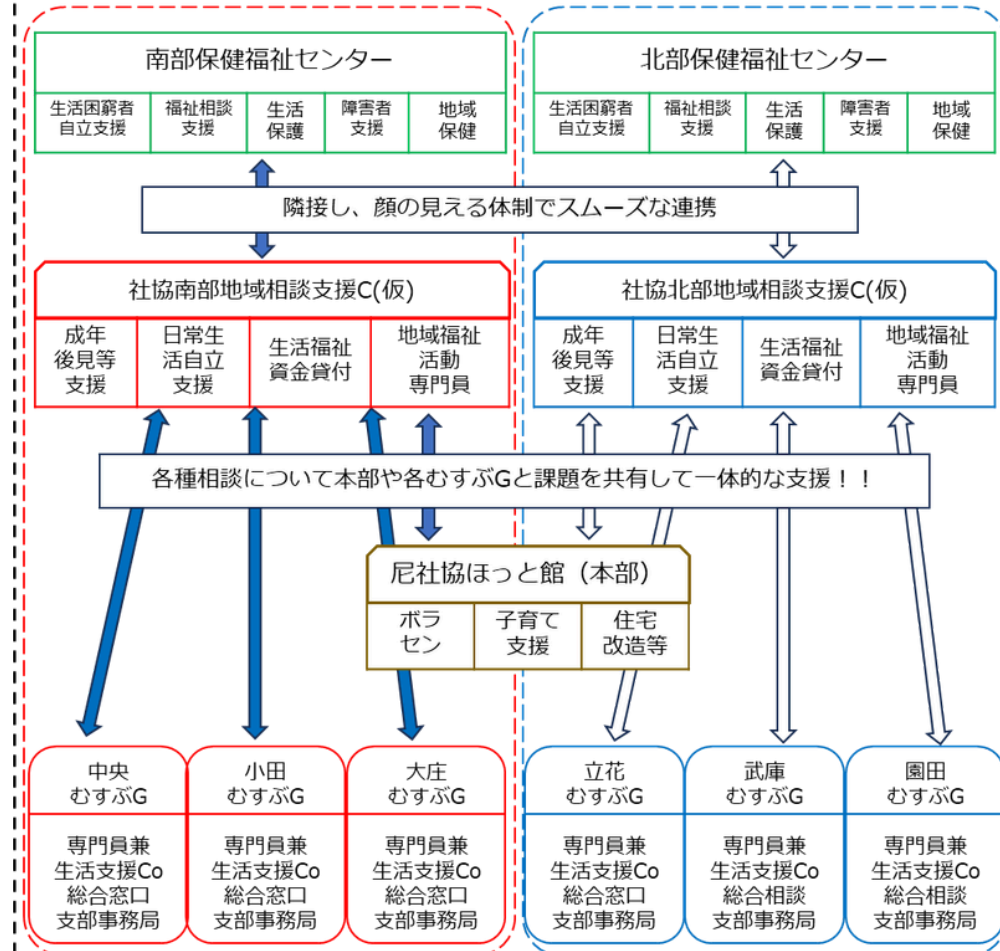 南部保健福祉センター
生活困窮者
自立支援
福祉相談
支援
生活
保護
障害者
支援
地域
保健
北部保健福祉センター
生活困窮者
自立支援
福祉相談
支援
生活
保護
障害者
支援
地域
保健
隣接し、顔の見える体制でスムーズな連携
社協南部地域相談支援C(仮)
成年
後見等
支援
日常生
活自立
支援
生活福祉
資金貸付
地域福祉
活動
専門員
社協北部地域相談支援C(仮)
成年
後見等
支援
日常生
活自立
支援
生活福祉
資金貸付
地域福祉
活動
専門員
各種相談について本部や各むすぶGと課題を共有して一体的な支援！！
尼社協ほっと館（本部）
ボラ
セン
子育て
支援
住宅
改造等
中央
むすぶG
専門員兼
生活支援Co
総合窓口
支部事務局
小田
むすぶG
専門員兼
生活支援Co
総合窓口
支部事務局
大庄
むすぶG
専門員兼
生活支援Co
総合窓口
支部事務局
立花
むすぶG
専門員兼
生活支援Co
総合窓口
支部事務局
武庫
むすぶG
専門員兼
生活支援Co
総合相談
支部事務局
園田
むすぶG
専門員兼
生活支援Co
総合相談
支部事務局